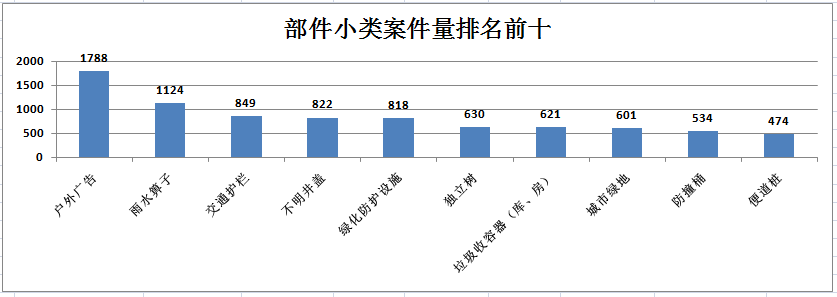 部件小类案件量排名前十
2000
1500
1000
500
0
1788
1124
849
822
818
630
621
601
534
474
户外广告
雨水箅子
交通护栏
不明井盖
绿化防护设施
独立树
垃圾收容器（库、房）
城市绿地
防撞桶
便道桩